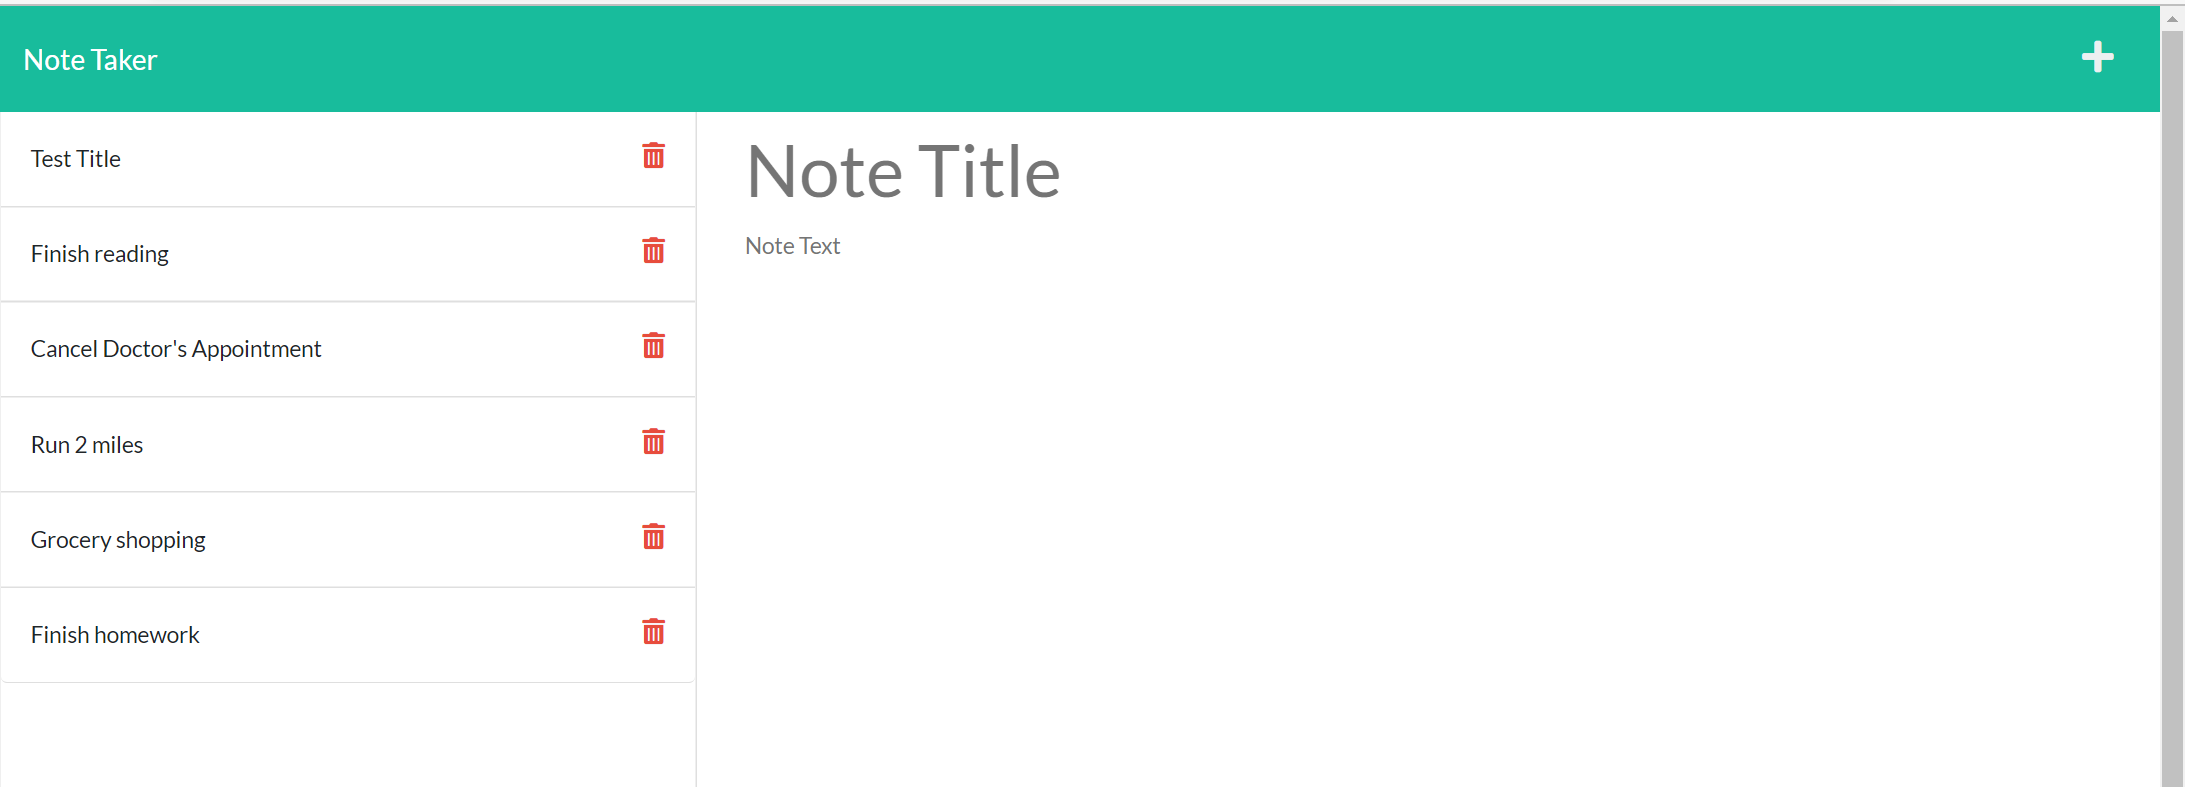 Note Taker
Test Title
Finish reading
Cancel Doctor's Appointment
Run 2 miles
Grocery shopping
Finish homework
Note Title
Note Text